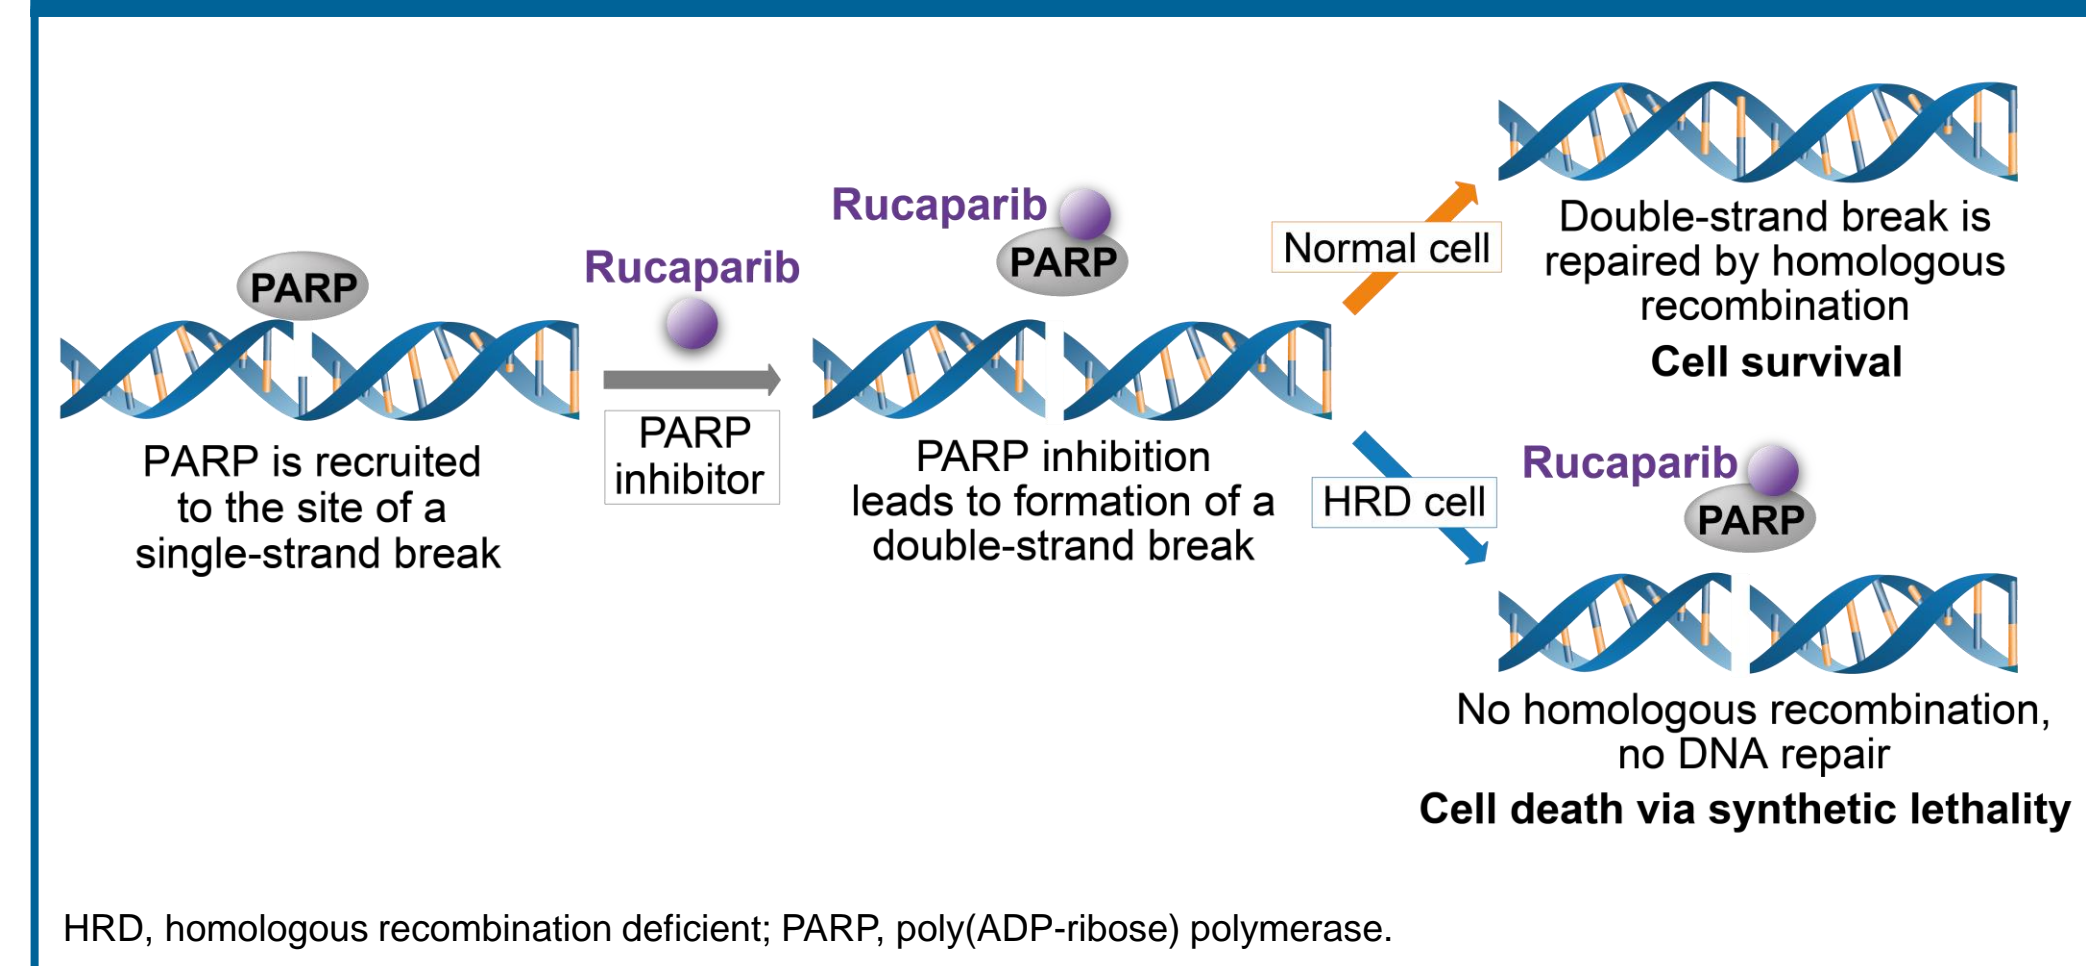 PARP
PARP is recruited
to the site of a
single-strand break
Rucaparib
PARP
inhibitor
Rucaparib
PARP
PARP inhibition
leads to formation of a
double-strand break
Normal cell
Double-strand break is
repaired by homologous
recombination
Cell survival
HRD cell
Rucaparib
PARP
No homologous recombination,
no DNA repair
Cell death via synthetic lethality
HRD, homologous recombination deficient; PARP, poly(ADP-ribose) polymerase.